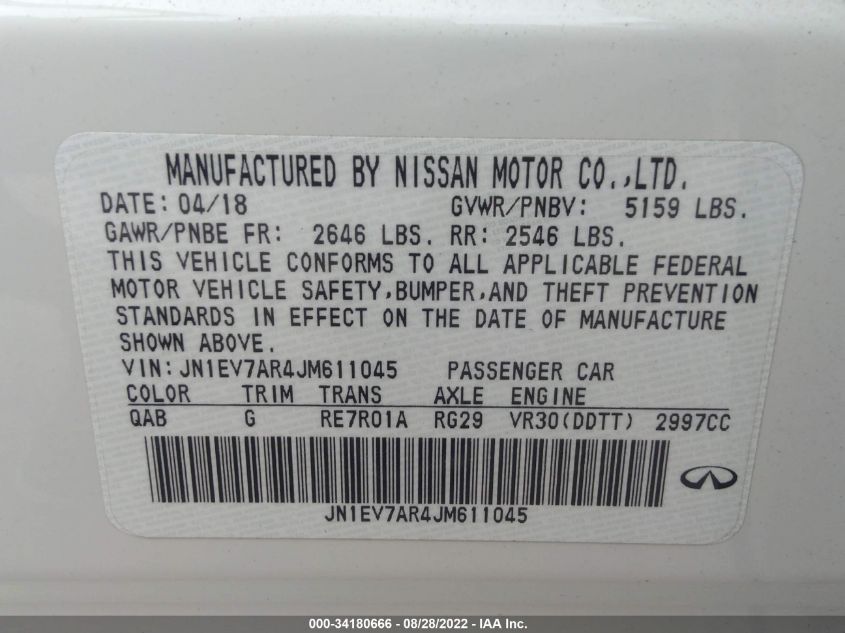 MANUFACTURED BY NISSAN MOTOR CO.,LTD.
DATE: 04/18 GVWR/PNBV: 5159 LBS.
GAWR/PNBE FR: 2646 LBS. RR: 2546 LBS.
THIS VEHICLE CONFORMS TO ALL APPLICABLE FEDERAL
MOTOR VEHICLE SAFETY,BUMPER,AND THEFT PREVENTION
STANDARDS IN EFFECT ON THE DATE OF MANUFACTURE
SHOWN ABOVE.
VIN:JN1EV7AR4JM611045 PASSENGER CAR
COLOR TRIM TRANS AXLE ENGINE
QAB G RE7R01A RG29 VR30(DDTT) 2997CC
JN1EV7AR4JM611045
000-34180666 - 08/28/2022 - IAA Inc.